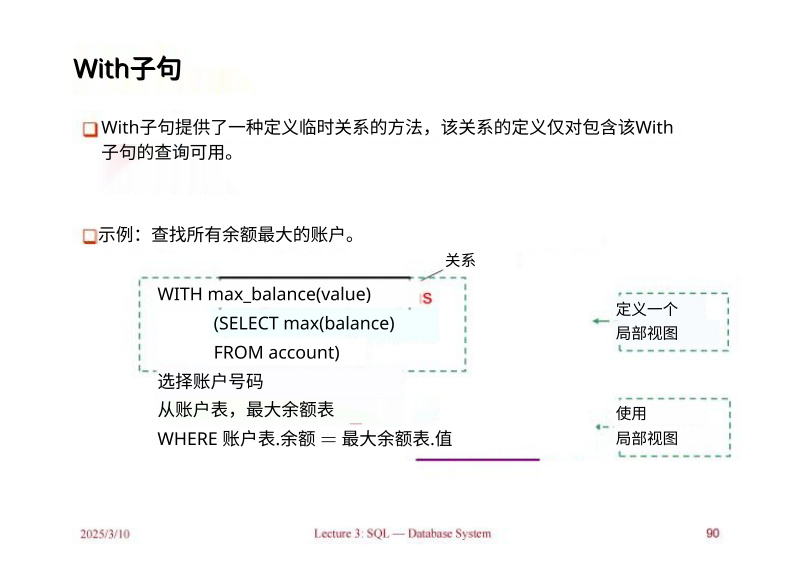 With子句
With子句提供了一种定义临时关系的方法，该关系的定义仅对包含该With
子句的查询可用。
示例：查找所有余额最大的账户。
关系
WITH max_balance(value)
(SELECT max(balance)
FROM account)
选择账户号码
从账户表，最大余额表
WHERE 账户表.余额 = 最大余额表.值
定义一个
局部视图
使用
局部视图
2025/3/10
Lecture 3: SQL — Database System
90